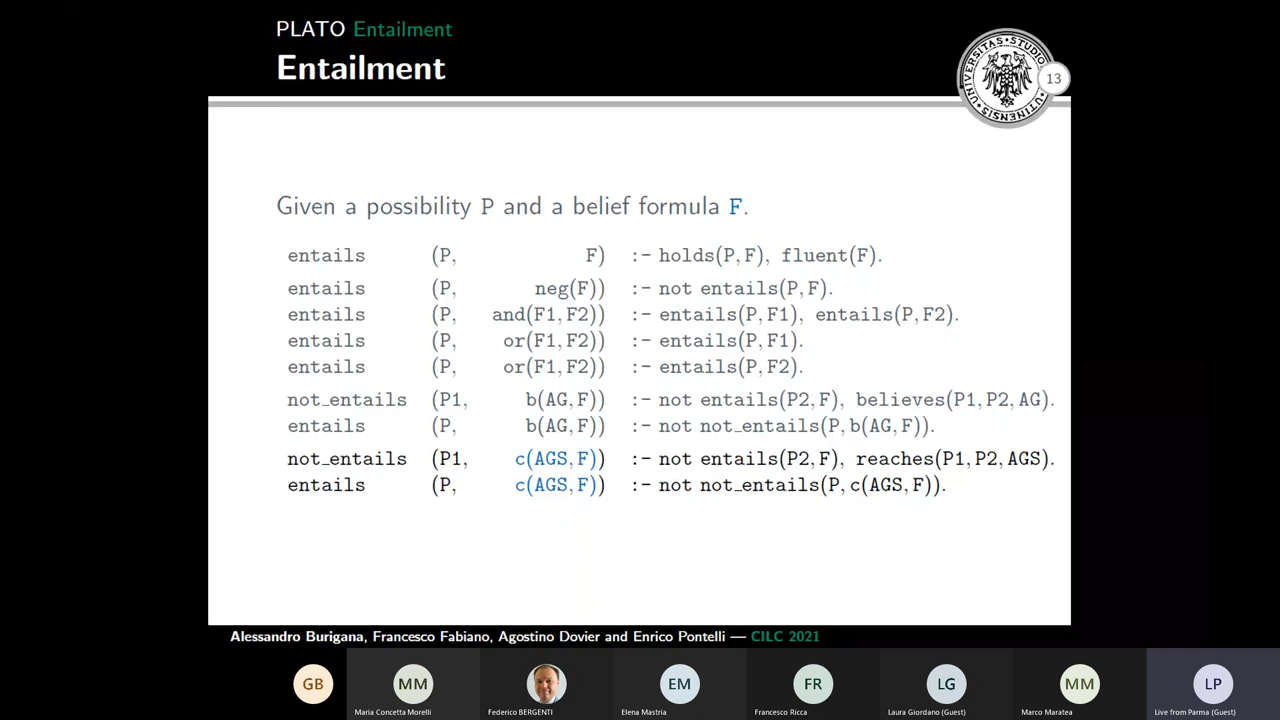 PLATO Entailment
Entailment
UNIVERSITAS STUDIORUM UTINENSIS
13
Given a possibility P and a belief formula F.
entails (P, F) :- holds(P, F), fluent(F).
entails (P, neg(F)) :- not entails(P, F).
entails (P, and(F1, F2)) :- entails(P, F1), entails(P, F2).
entails (P, or(F1, F2)) :- entails(P, F1).
entails (P, or(F1, F2)) :- entails(P, F2).
not_entails (P1, b(AG, F)) :- not entails(P2, F), believes(P1, P2, AG).
entails (P, b(AG, F)) :- not not_entails(P, b(AG, F)).
not_entails (P1, c(AGS, F)) :- not entails(P2, F), reaches(P1, P2, AGS).
entails (P, c(AGS, F)) :- not not_entails(P, c(AGS, F)).
Alessandro Burigana, Francesco Fabiano, Agostino Dovier and Enrico Pontelli — CILC 2021
GB MM EM FR LG MM LP
Maria Concetta Morelli Federico BERGENTI Elena Mastria Francesco Ricca Laura Giordano (Guest) Marco Maratea Live from Parma (Guest)